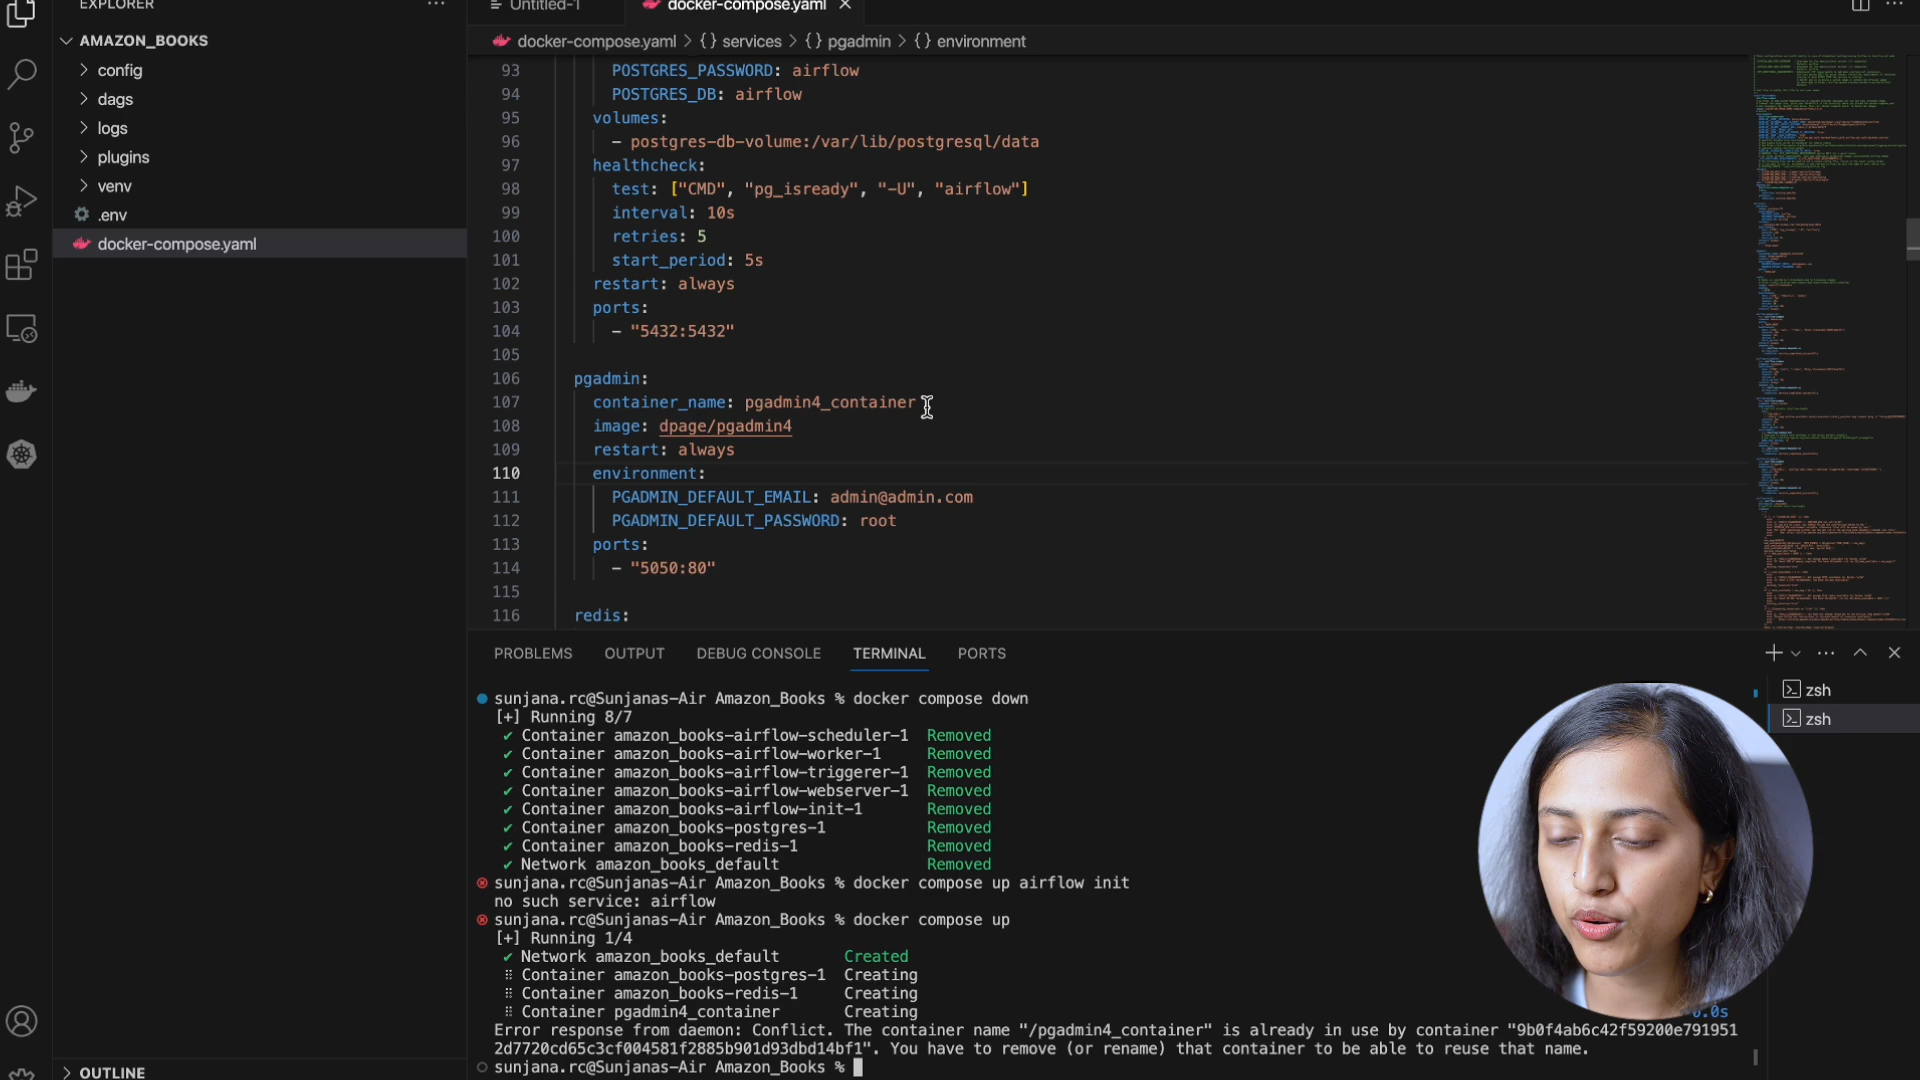 EXPLORER
AMAZON_BOOKS
config
dags
logs
plugins
venv
.env
docker-compose.yaml
OUTLINE
Untitled-1
docker-compose.yaml
docker-compose.yaml > {} services > {} pgadmin > {} environment
93 POSTGRES_PASSWORD: airflow
94 POSTGRES_DB: airflow
95 volumes:
96 - postgres-db-volume:/var/lib/postgresql/data
97 healthcheck:
98 test: ["CMD", "pg_isready", "-U", "airflow"]
99 interval: 10s
100 retries: 5
101 start_period: 5s
102 restart: always
103 ports:
104 - "5432:5432"
105
106 pgadmin:
107 container_name: pgadmin4_container
108 image: dpage/pgadmin4
109 restart: always
110 environment:
111 PGADMIN_DEFAULT_EMAIL: admin@admin.com
112 PGADMIN_DEFAULT_PASSWORD: root
113 ports:
114 - "5050:80"
115
116 redis:
PROBLEMS OUTPUT DEBUG CONSOLE TERMINAL PORTS
zsh
zsh
sunjana.rc@Sunjanas-Air Amazon_Books % docker compose down
[+] Running 8/7
✔ Container amazon_books-airflow-scheduler-1 Removed
✔ Container amazon_books-airflow-worker-1 Removed
✔ Container amazon_books-airflow-triggerer-1 Removed
✔ Container amazon_books-airflow-webserver-1 Removed
✔ Container amazon_books-airflow-init-1 Removed
✔ Container amazon_books-postgres-1 Removed
✔ Container amazon_books-redis-1 Removed
✔ Network amazon_books_default Removed
sunjana.rc@Sunjanas-Air Amazon_Books % docker compose up airflow init
no such service: airflow
sunjana.rc@Sunjanas-Air Amazon_Books % docker compose up
[+] Running 1/4
✔ Network amazon_books_default Created
⠿ Container amazon_books-postgres-1 Creating
⠿ Container amazon_books-redis-1 Creating
⠿ Container pgadmin4_container Creating 0.0s
Error response from daemon: Conflict. The container name "/pgadmin4_container" is already in use by container "9b0f4ab6c42f59200e791951
2d7720cd65c3cf004581f2885b901d93dbd14bf1". You have to remove (or rename) that container to be able to reuse that name.
sunjana.rc@Sunjanas-Air Amazon_Books %